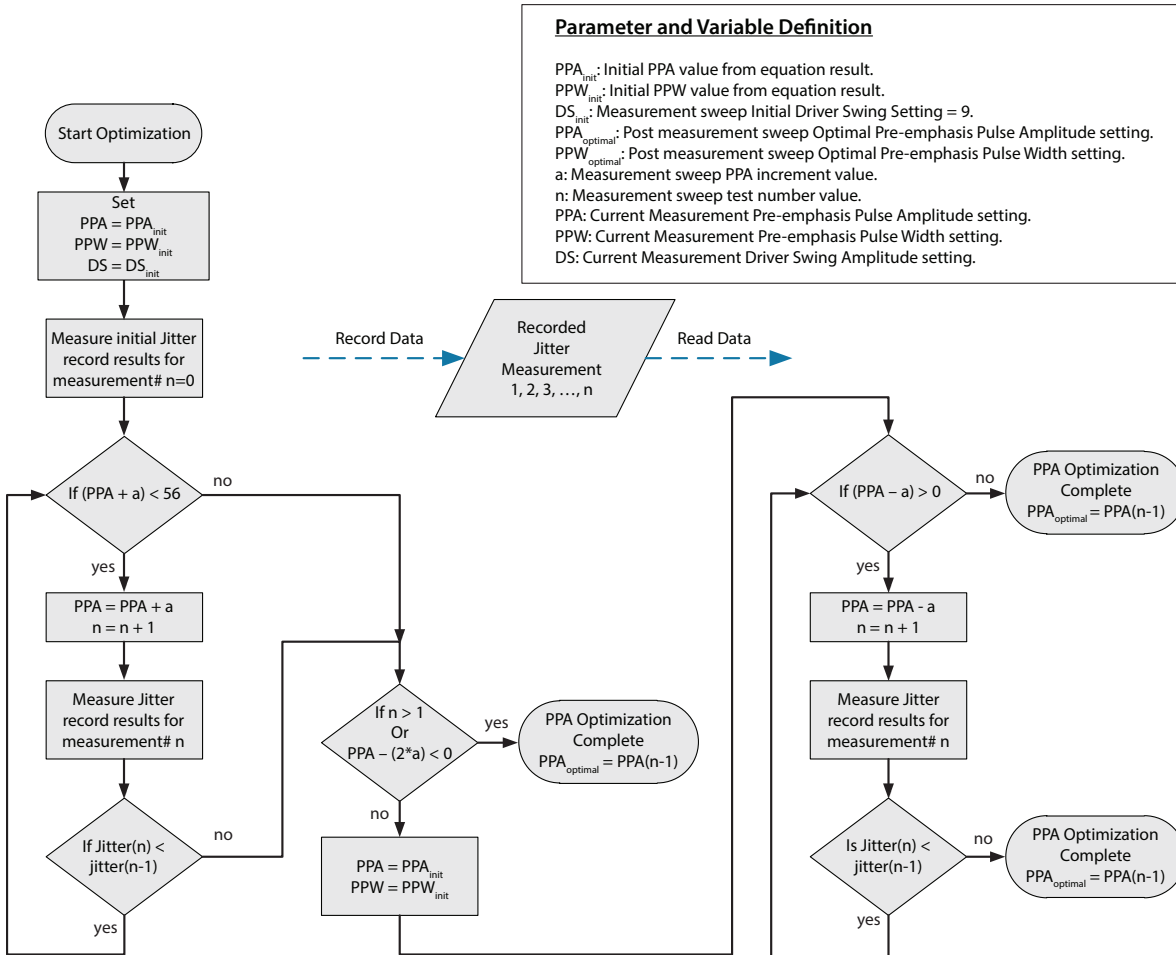 Parameter and Variable Definition
PPAinit: Initial PPA value from equation result.
PPWinit: Initial PPW value from equation result.
DSinit: Measurement sweep Initial Driver Swing Setting = 9.
PPAoptimal: Post measurement sweep Optimal Pre-emphasis Pulse Amplitude setting.
PPWoptimal: Post measurement sweep Optimal Pre-emphasis Pulse Width setting.
a: Measurement sweep PPA increment value.
n: Measurement sweep test number value.
PPA: Current Measurement Pre-emphasis Pulse Amplitude setting.
PPW: Current Measurement Pre-emphasis Pulse Width setting.
DS: Current Measurement Driver Swing Amplitude setting.
Start Optimization
Set
PPA = PPAinit
PPW = PPWinit
DS = DSinit
Measure initial Jitter
record results for
measurement# n=0
Record Data
Recorded
Jitter
Measurement
1, 2, 3, …, n
Read Data
If (PPA + a) < 56
no
yes
PPA = PPA + a
n = n + 1
Measure Jitter
record results for
measurement# n
If Jitter(n) <
jitter(n-1)
no
yes
If n > 1
Or
PPA – (2*a) < 0
yes
no
PPA Optimization
Complete
PPAoptimal = PPA(n-1)
PPA = PPAinit
PPW = PPWinit
If (PPA – a) > 0
no
yes
PPA Optimization
Complete
PPAoptimal = PPA(n-1)
PPA = PPA - a
n = n + 1
Measure Jitter
record results for
measurement# n
Is Jitter(n) <
jitter(n-1)
no
yes
PPA Optimization
Complete
PPAoptimal = PPA(n-1)